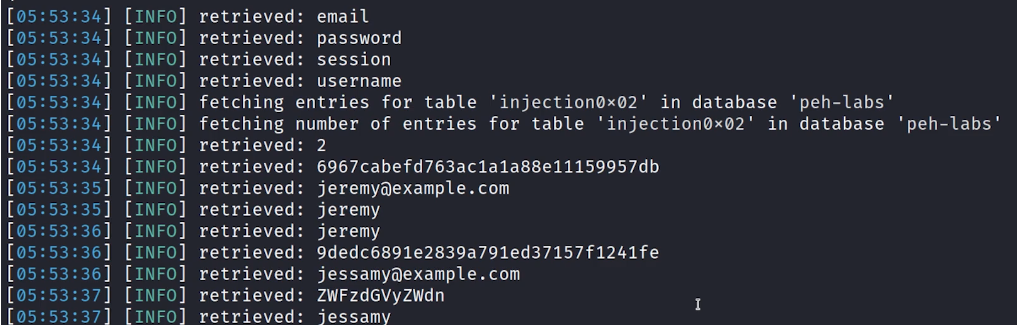 [05:53:34] [INFO] retrieved: email
[05:53:34] [INFO] retrieved: password
[05:53:34] [INFO] retrieved: session
[05:53:34] [INFO] retrieved: username
[05:53:34] [INFO] fetching entries for table 'injection0×02' in database 'peh-labs'
[05:53:34] [INFO] fetching number of entries for table 'injection0×02' in database 'peh-labs'
[05:53:34] [INFO] retrieved: 2
[05:53:34] [INFO] retrieved: 6967cabefd763ac1a1a88e11159957db
[05:53:35] [INFO] retrieved: jeremy@example.com
[05:53:35] [INFO] retrieved: jeremy
[05:53:36] [INFO] retrieved: jeremy
[05:53:36] [INFO] retrieved: 9dedc6891e2839a791ed37157f1241fe
[05:53:36] [INFO] retrieved: jessamy@example.com
[05:53:37] [INFO] retrieved: ZWFzdGVyZWdn
[05:53:37] [INFO] retrieved: jessamy